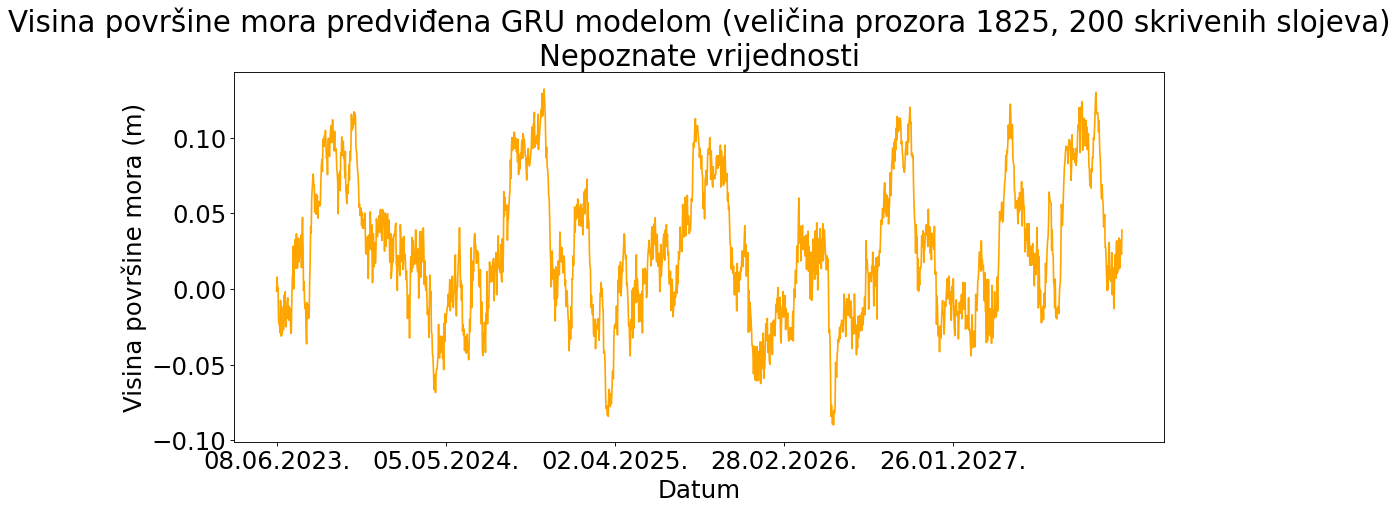 Visina površine mora predviđena GRU modelom (veličina prozora 1825, 200 skrivenih slojeva)
Nepoznate vrijednosti
Visina površine mora (m)
0.10
0.05
0.00
−0.05
−0.10
08.06.2023. 05.05.2024. 02.04.2025. 28.02.2026. 26.01.2027.
Datum